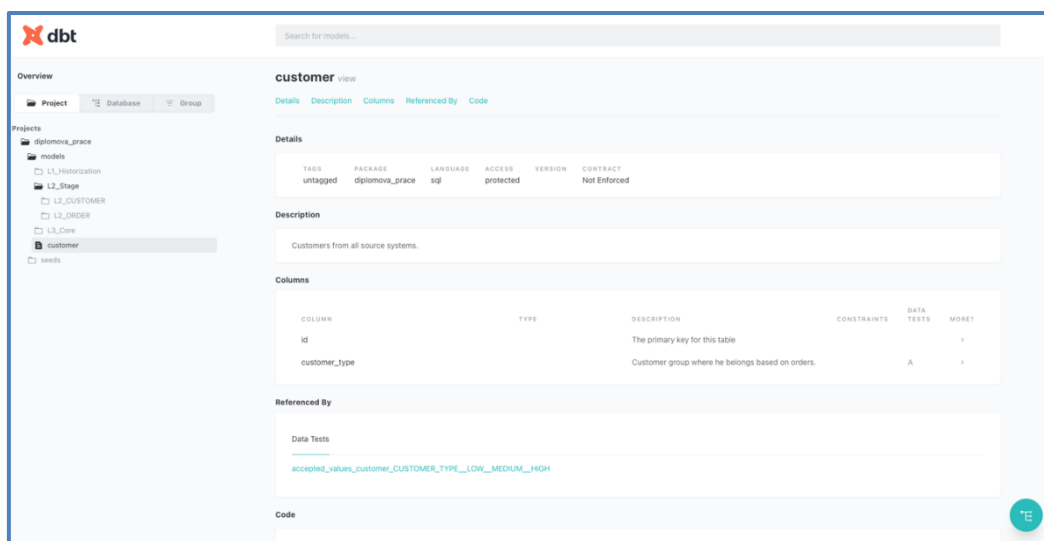 dbt
Search for models...
Overview
Project Database Group
Projects
diplomova_prace
models
L1_Historization
L2_Stage
L2_CUSTOMER
L2_ORDER
L3_Core
customer
seeds
customer view
Details Description Columns Referenced By Code
Details
TAGS PACKAGE LANGUAGE ACCESS VERSION CONTRACT
untagged diplomova_prace sql protected Not Enforced
Description
Customers from all source systems.
Columns
COLUMN TYPE DESCRIPTION CONSTRAINTS DATA TESTS MORE?
id The primary key for this table >
customer_type Customer group where he belongs based on orders. A >
Referenced By
Data Tests
accepted_values_customer_CUSTOMER_TYPE__LOW__MEDIUM__HIGH
Code